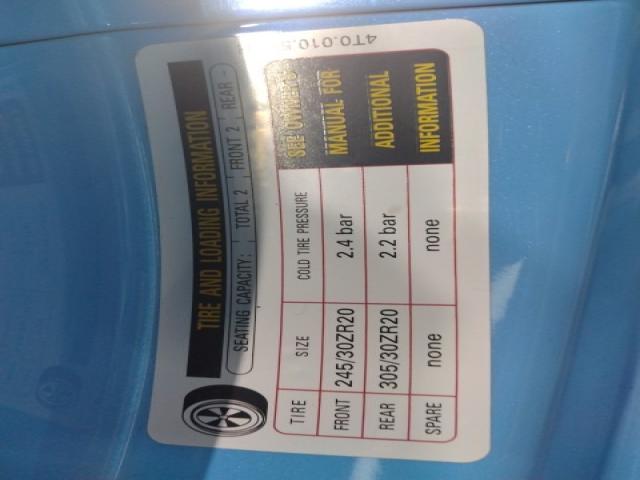 4T0.010.5
TIRE AND LOADING INFORMATION
SEATING CAPACITY: TOTAL 2 FRONT 2 REAR -
TIRE SIZE COLD TIRE PRESSURE SEE OWNER'S
FRONT 245/30ZR20 2.4 bar MANUAL FOR
REAR 305/30ZR20 2.2 bar ADDITIONAL
SPARE none none INFORMATION